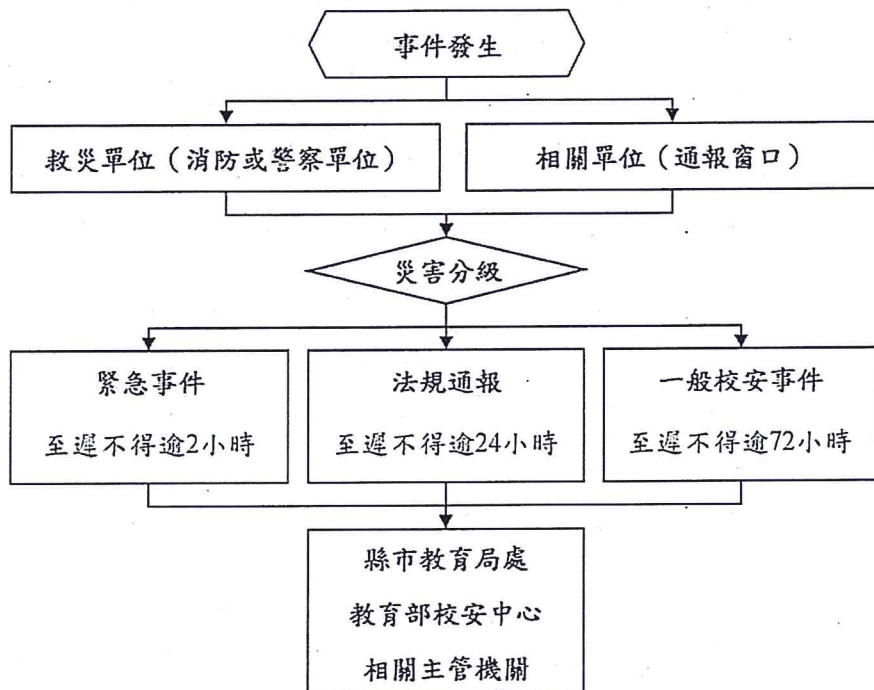 事件發生
救災單位（消防或警察單位）
相關單位（通報窗口）
災害分級
緊急事件
至遲不得逾2小時
法規通報
至遲不得逾24小時
一般校安事件
至遲不得逾72小時
縣市教育局處
教育部校安中心
相關主管機關